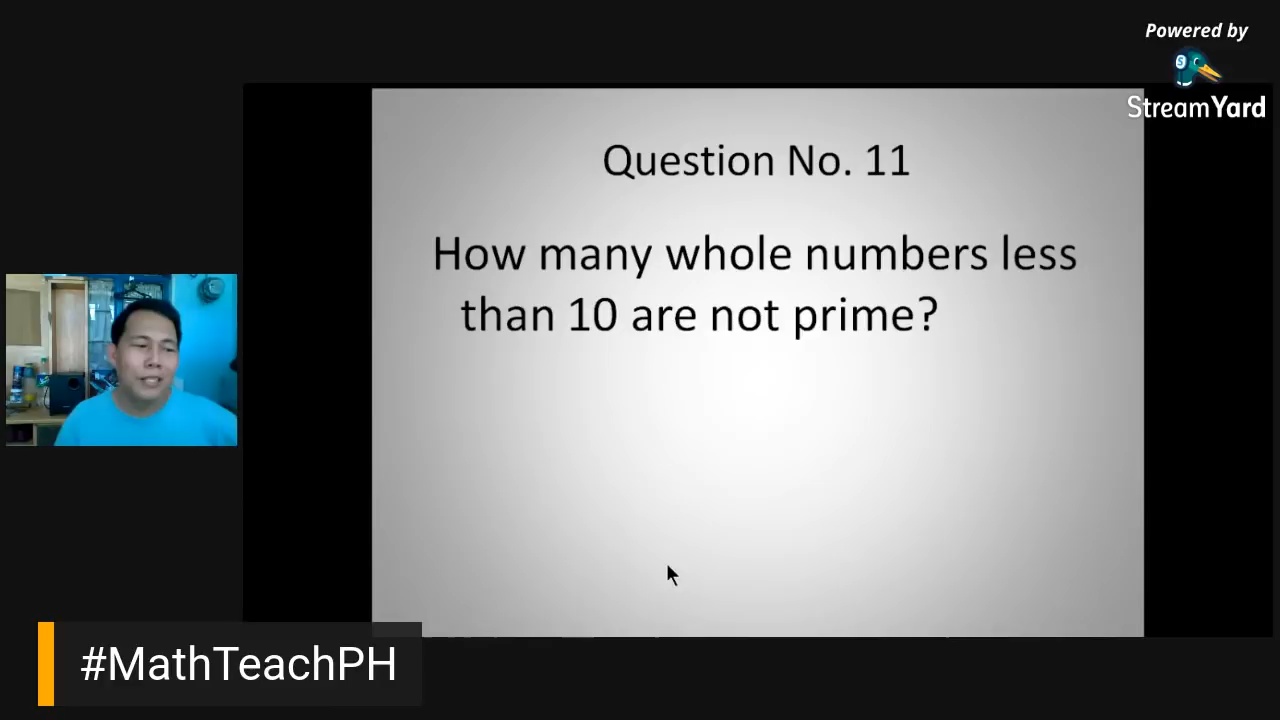 Powered by
StreamYard
Question No. 11
How many whole numbers less
than 10 are not prime?
#MathTeachPH